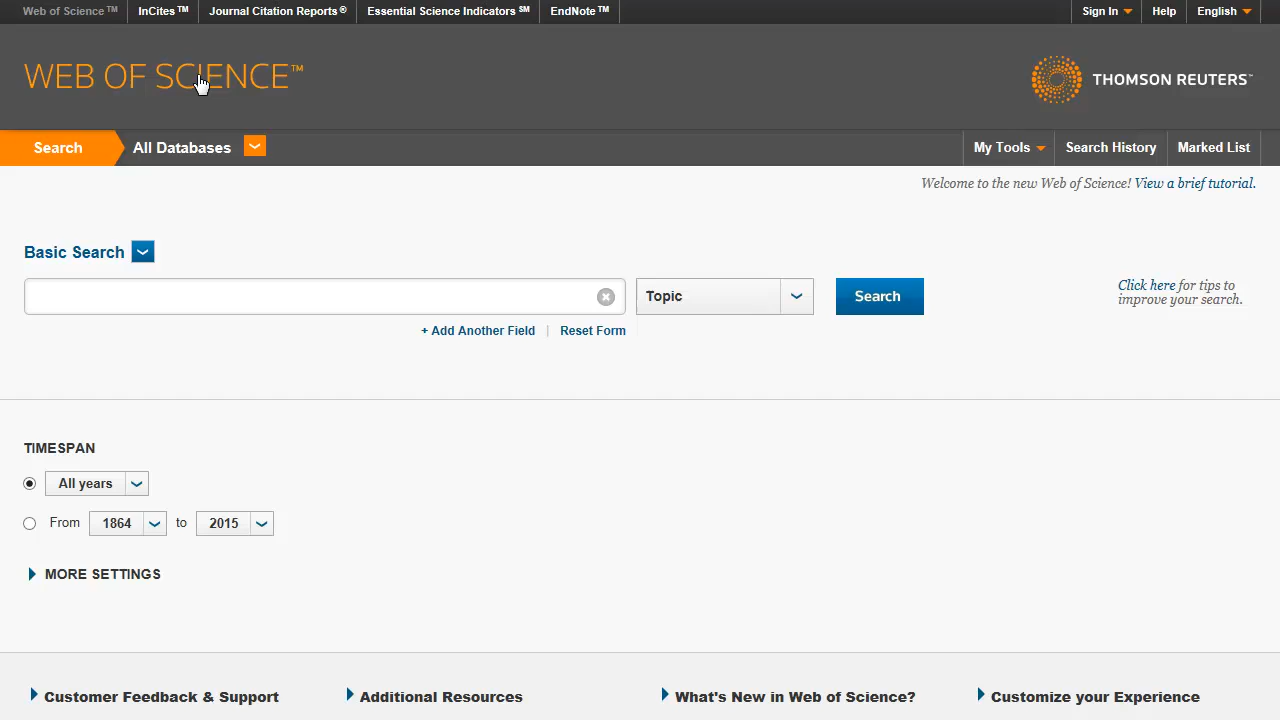 Web of Science™ InCites™ Journal Citation Reports® Essential Science Indicators℠ EndNote™ Sign In Help English
WEB OF SCIENCE™
THOMSON REUTERS™
Search All Databases My Tools Search History Marked List
Welcome to the new Web of Science! View a brief tutorial.
Basic Search
Topic Search
Click here for tips to
improve your search.
+ Add Another Field | Reset Form
TIMESPAN
All years
From 1864 to 2015
MORE SETTINGS
Customer Feedback & Support Additional Resources What's New in Web of Science? Customize your Experience